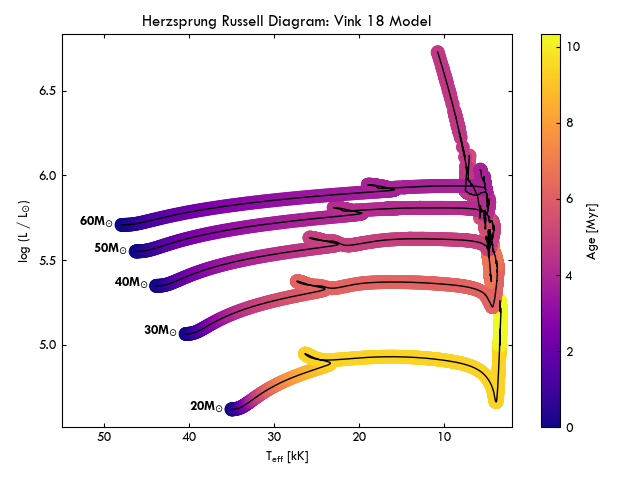 Herzsprung Russell Diagram: Vink 18 Model
log (L / L⊙)
6.5
6.0
5.5
5.0
60M⊙
50M⊙
40M⊙
30M⊙
20M⊙
50 40 30 20 10
T_eff [kK]
10
8
6
4
2
0
Age [Myr]